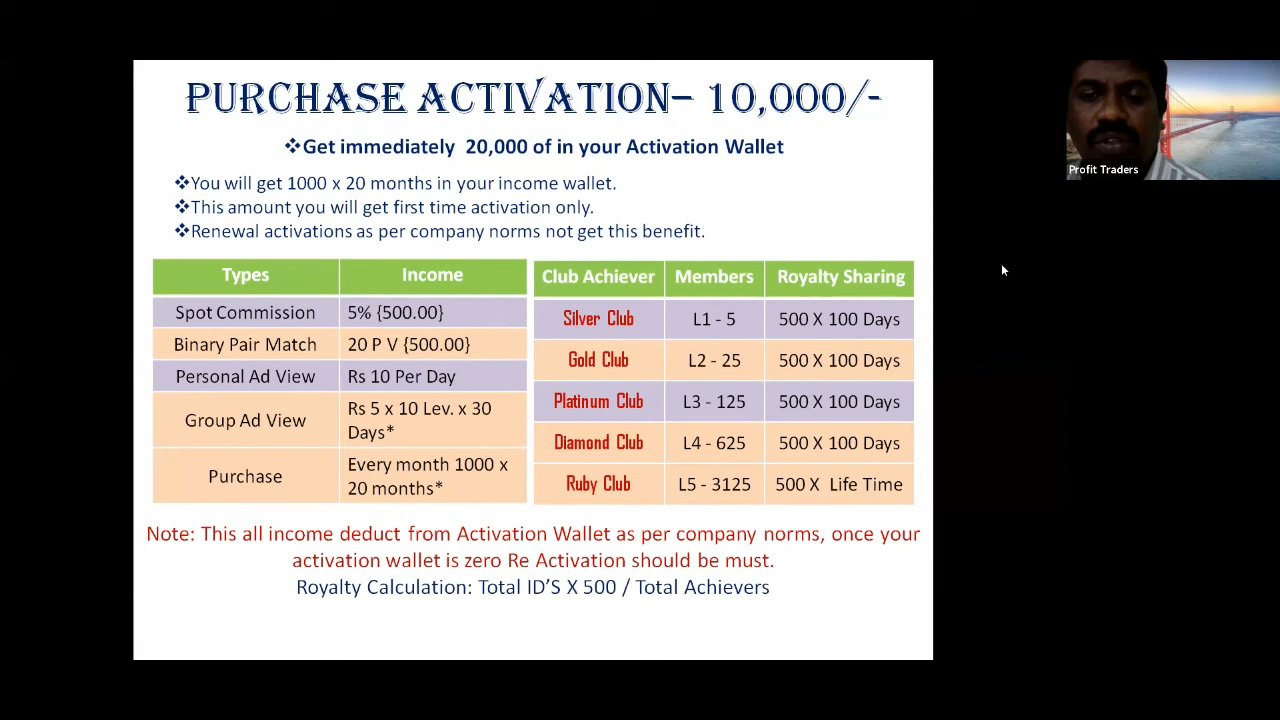 PURCHASE ACTIVATION– 10,000/-
❖Get immediately 20,000 of in your Activation Wallet
❖You will get 1000 x 20 months in your income wallet.
❖This amount you will get first time activation only.
❖Renewal activations as per company norms not get this benefit.
Types Income
Spot Commission 5% {500.00}
Binary Pair Match 20 P V {500.00}
Personal Ad View Rs 10 Per Day
Group Ad View Rs 5 x 10 Lev. x 30
Days*
Purchase Every month 1000 x
20 months*
Club Achiever Members Royalty Sharing
Silver Club L1 - 5 500 X 100 Days
Gold Club L2 - 25 500 X 100 Days
Platinum Club L3 - 125 500 X 100 Days
Diamond Club L4 - 625 500 X 100 Days
Ruby Club L5 - 3125 500 X Life Time
Note: This all income deduct from Activation Wallet as per company norms, once your
activation wallet is zero Re Activation should be must.
Royalty Calculation: Total ID'S X 500 / Total Achievers
Profit Traders